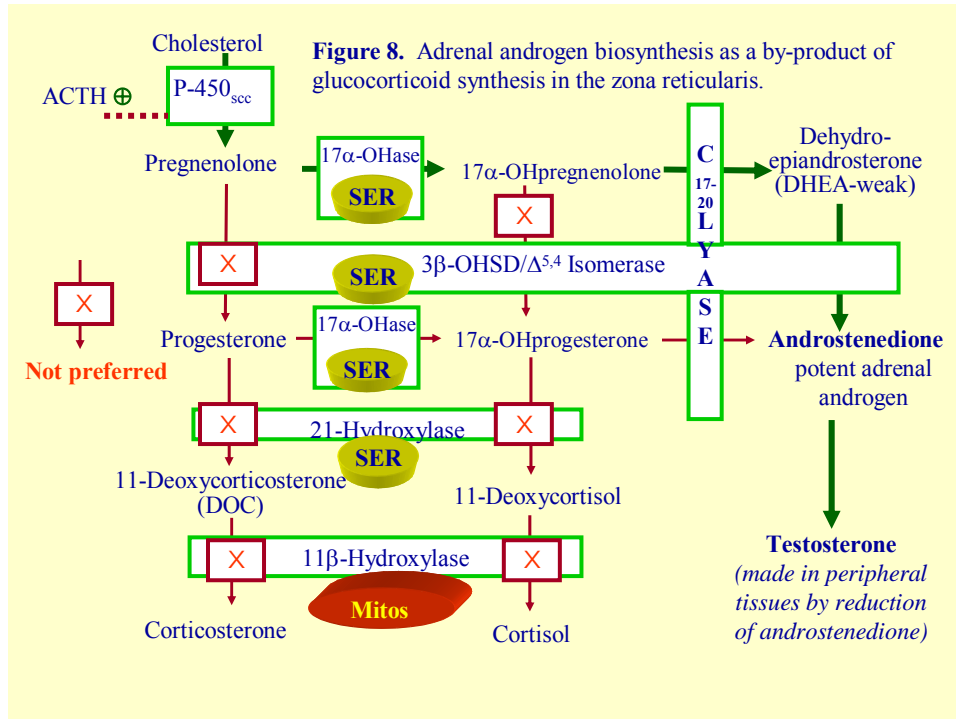 Cholesterol
Figure 8. Adrenal androgen biosynthesis as a by-product of
glucocorticoid synthesis in the zona reticularis.
P-450scc
ACTH ⊕
Pregnenolone
17α-OHase
SER
17α-OHpregnenolone
C
17-
20
L
Y
A
S
E
Dehydro-
epiandrosterone
(DHEA-weak)
X
X
3β-OHSD/Δ5,4 Isomerase
SER
X
Not preferred
Progesterone
17α-OHase
SER
17α-OHprogesterone
Androstenedione
potent adrenal
androgen
X
21-Hydroxylase
X
SER
11-Deoxycorticosterone
(DOC)
11-Deoxycortisol
X
11β-Hydroxylase
X
Mitos
Corticosterone
Cortisol
Testosterone
(made in peripheral
tissues by reduction
of androstenedione)